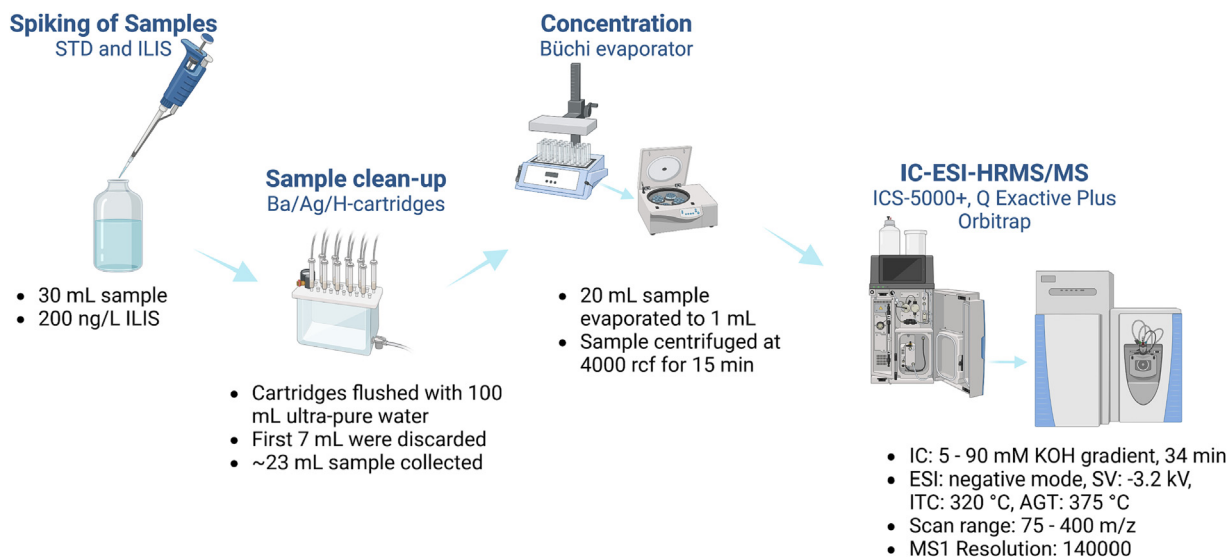 Spiking of Samples
STD and ILIS
• 30 mL sample
• 200 ng/L ILIS
Sample clean-up
Ba/Ag/H-cartridges
• Cartridges flushed with 100
mL ultra-pure water
• First 7 mL were discarded
• ~23 mL sample collected
Concentration
Büchi evaporator
• 20 mL sample
evaporated to 1 mL
• Sample centrifuged at
4000 rcf for 15 min
IC-ESI-HRMS/MS
ICS-5000+, Q Exactive Plus
Orbitrap
• IC: 5 - 90 mM KOH gradient, 34 min
• ESI: negative mode, SV: -3.2 kV,
ITC: 320 °C, AGT: 375 °C
• Scan range: 75 - 400 m/z
• MS1 Resolution: 140000